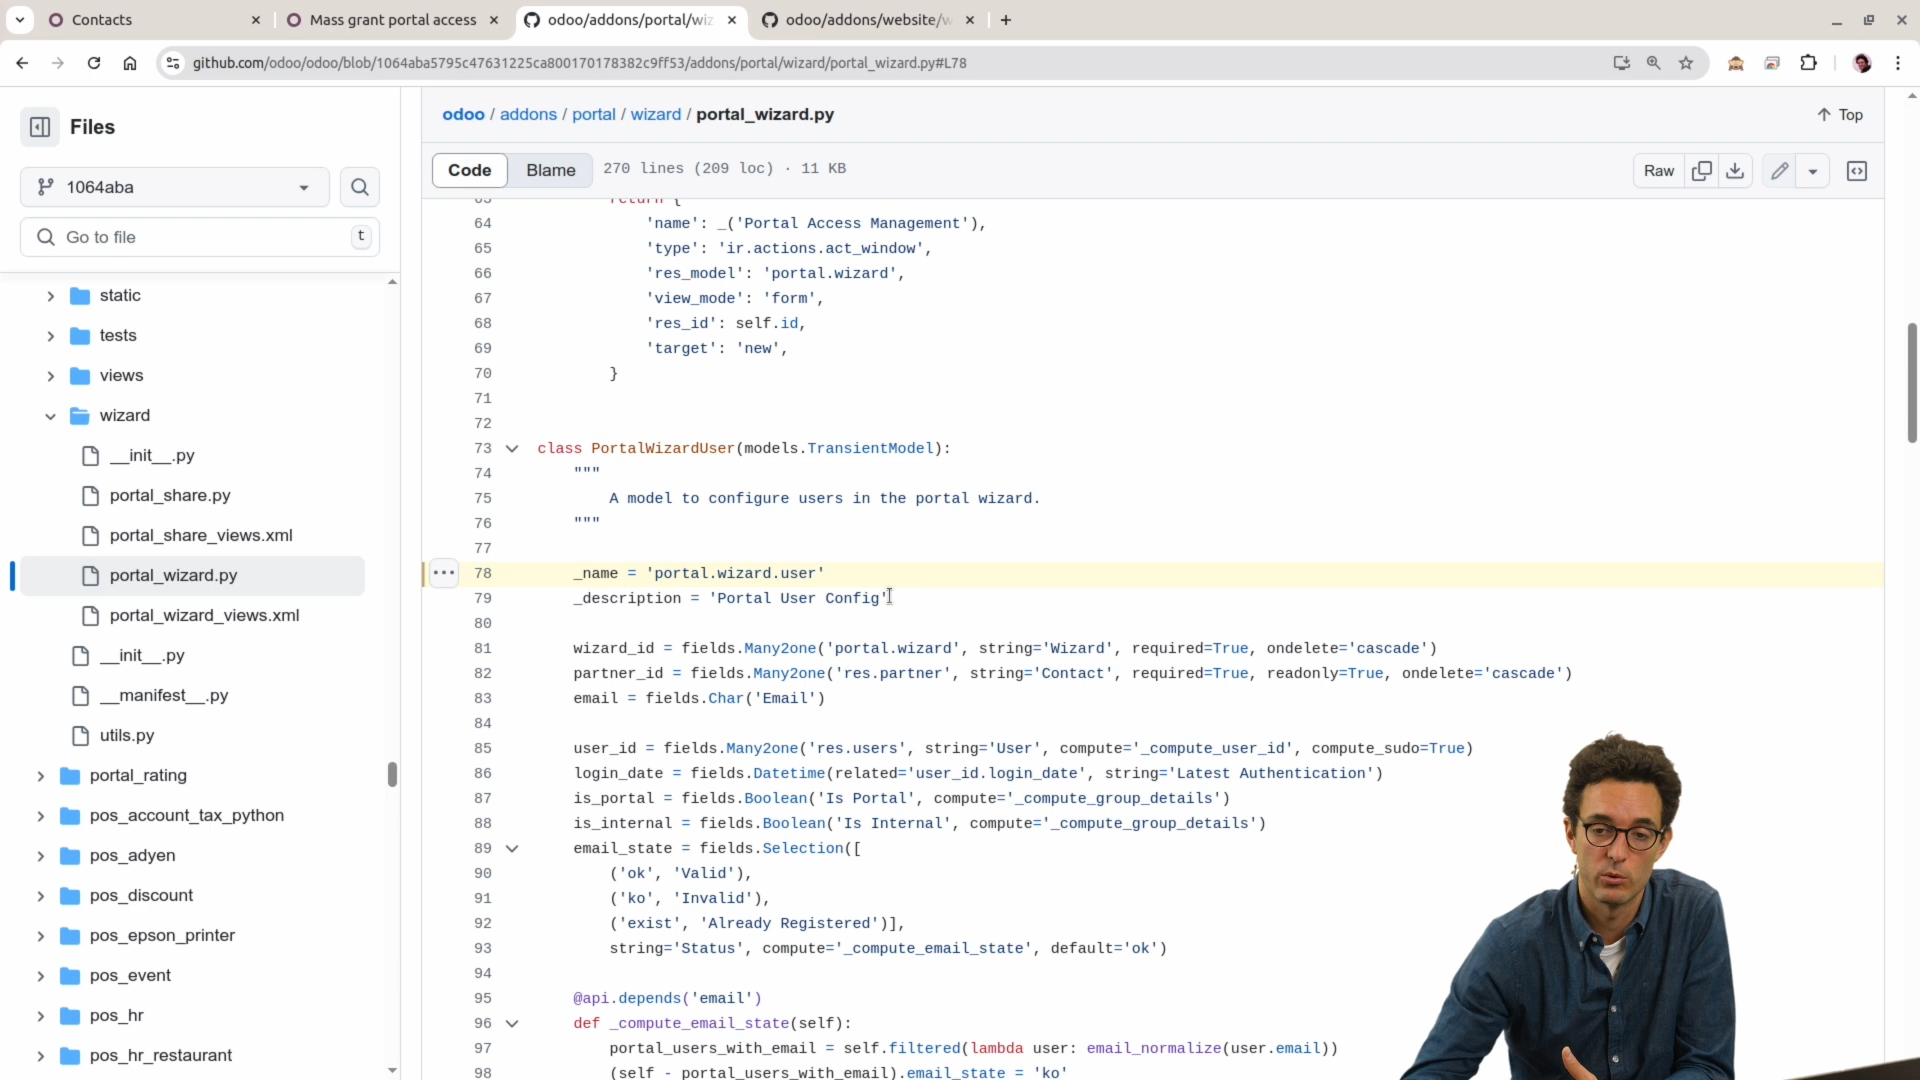 Contacts
Mass grant portal access
odoo/addons/portal/wiz
odoo/addons/website/w
github.com/odoo/odoo/blob/1064aba5795c47631225ca800170178382c9ff53/addons/portal/wizard/portal_wizard.py#L78
Files
1064aba
Go to file
t
static
tests
views
wizard
__init__.py
portal_share.py
portal_share_views.xml
portal_wizard.py
portal_wizard_views.xml
__init__.py
__manifest__.py
utils.py
portal_rating
pos_account_tax_python
pos_adyen
pos_discount
pos_epson_printer
pos_event
pos_hr
pos_hr_restaurant
odoo / addons / portal / wizard / portal_wizard.py
Top
Code
Blame
270 lines (209 loc) · 11 KB
Raw
63 return {
64 'name': _('Portal Access Management'),
65 'type': 'ir.actions.act_window',
66 'res_model': 'portal.wizard',
67 'view_mode': 'form',
68 'res_id': self.id,
69 'target': 'new',
70 }
71
72
73 class PortalWizardUser(models.TransientModel):
74 """
75 A model to configure users in the portal wizard.
76 """
77
78 _name = 'portal.wizard.user'
79 _description = 'Portal User Config'
80
81 wizard_id = fields.Many2one('portal.wizard', string='Wizard', required=True, ondelete='cascade')
82 partner_id = fields.Many2one('res.partner', string='Contact', required=True, readonly=True, ondelete='cascade')
83 email = fields.Char('Email')
84
85 user_id = fields.Many2one('res.users', string='User', compute='_compute_user_id', compute_sudo=True)
86 login_date = fields.Datetime(related='user_id.login_date', string='Latest Authentication')
87 is_portal = fields.Boolean('Is Portal', compute='_compute_group_details')
88 is_internal = fields.Boolean('Is Internal', compute='_compute_group_details')
89 email_state = fields.Selection([
90 ('ok', 'Valid'),
91 ('ko', 'Invalid'),
92 ('exist', 'Already Registered')],
93 string='Status', compute='_compute_email_state', default='ok')
94
95 @api.depends('email')
96 def _compute_email_state(self):
97 portal_users_with_email = self.filtered(lambda user: email_normalize(user.email))
98 (self - portal_users_with_email).email_state = 'ko'